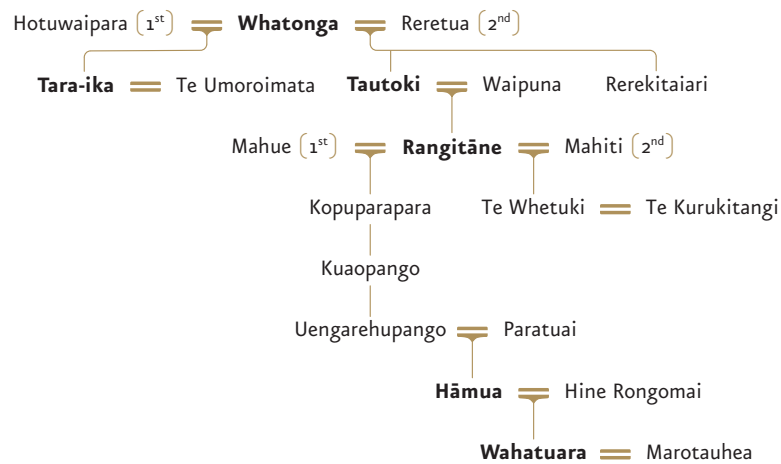 Hotuwaipara (1st) Whatonga Reretua (2nd)
Tara-ika Te Umoroimata Tautoki Waipuna Rerekitaiari
Mahue (1st) Rangitāne Mahiti (2nd)
Kopuparapara Te Whetuki Te Kurukitangi
Kuaopango
Uengarehupango Paratuai
Hāmua Hine Rongomai
Wahatuara Marotauhea